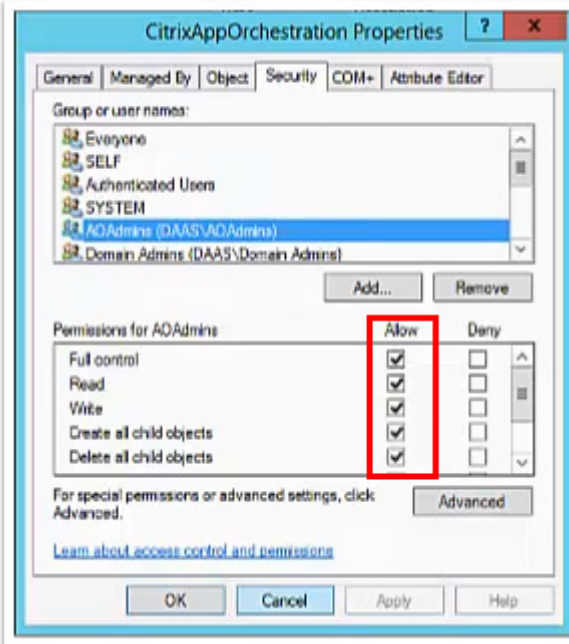 CitrixAppOrchestration Properties
?
x
General Managed By Object Security COM+ Attribute Editor
Group or user names:
Everyone
SELF
Authenticated Users
SYSTEM
AOAdmins (DAAS\AOAdmins)
Domain Admins (DAAS\Domain Admins)
Add... Remove
Permissions for AOAdmins Allow Deny
Full control
Read
Write
Create all child objects
Delete all child objects
For special permissions or advanced settings, click
Advanced.
Advanced
Learn about access control and permissions
OK Cancel Apply Help